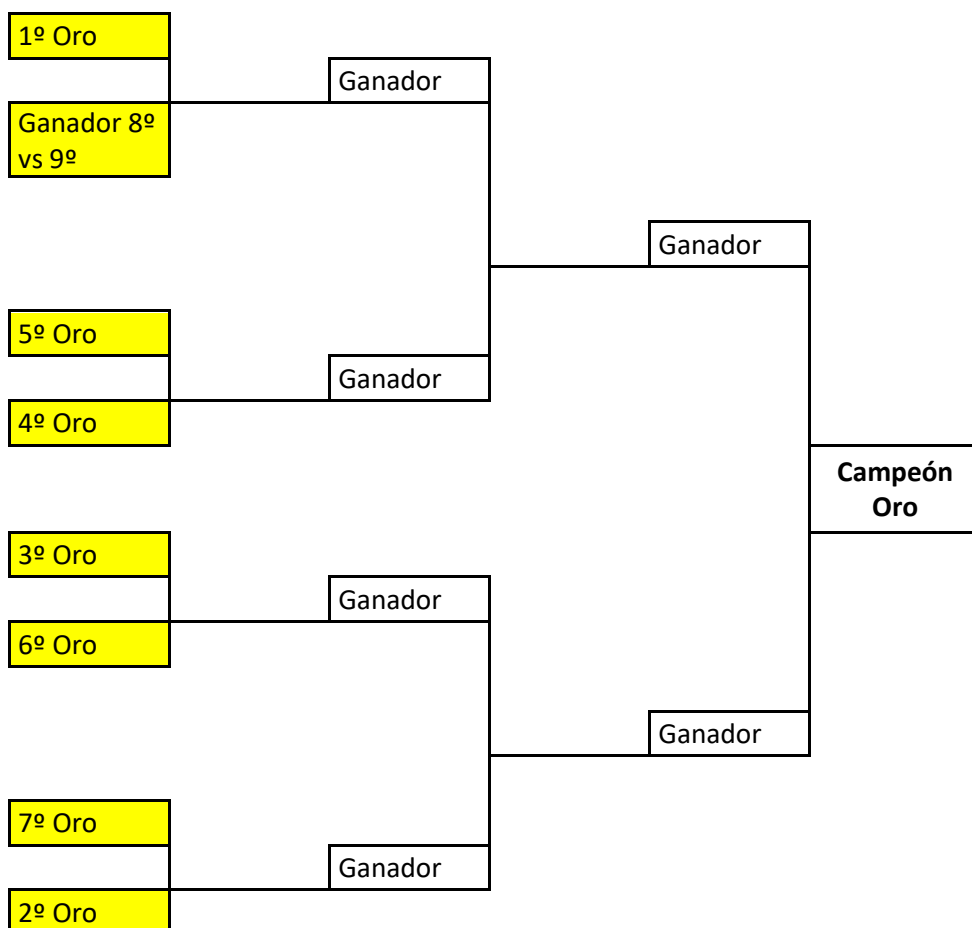 1º Oro
Ganador
Ganador 8º
vs 9º
Ganador
5º Oro
Ganador
4º Oro
Campeón
Oro
3º Oro
Ganador
6º Oro
Ganador
7º Oro
Ganador
2º Oro